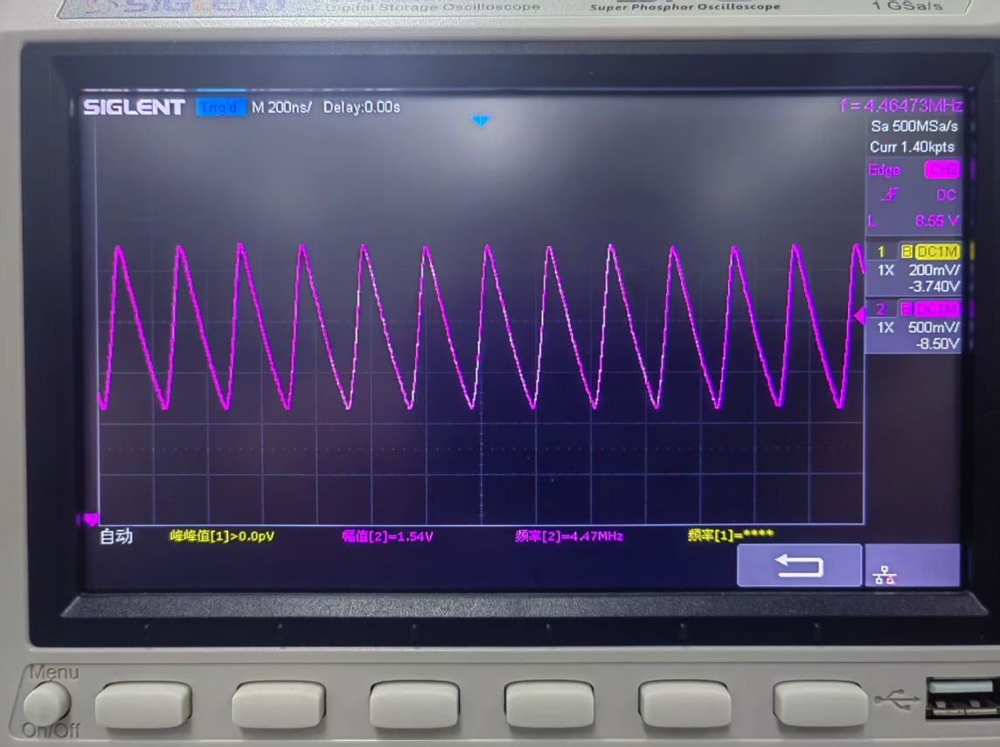 SIGLENT Digital Storage Oscilloscope
Super Phosphor Oscilloscope
1 GSa/s
SIGLENT Trig'd M 200ns/ Delay:0.00s
f = 4.46473MHz
Sa 500MSa/s
Curr 1.40kpts
Edge CH2
DC
L 8.55 V
1 B DC1M
1X 200mV/
-3.740V
2 B DC1M
1X 500mV/
-8.50V
2
自动 峰峰值[1]>0.0pV 幅值[2]=1.54V 频率[2]=4.47MHz 频率[1]=****
Menu
On/Off